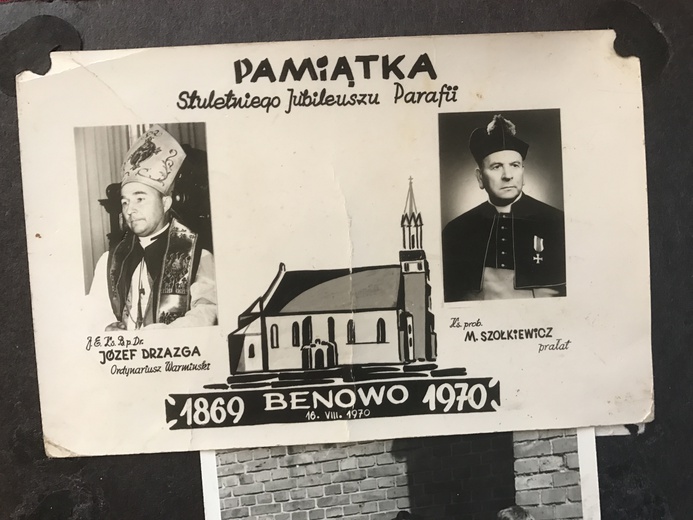 PAMIĄTKA
Stuletniego Jubileuszu Parafii
J. E. Ks. Bp. Dr.
JÓZEF DRZAZGA
Ordynariusz Warmiński
Ks. prob.
M. SZOŁKIEWICZ
prałat
1869 BENOWO 1970
16. VIII. 1970